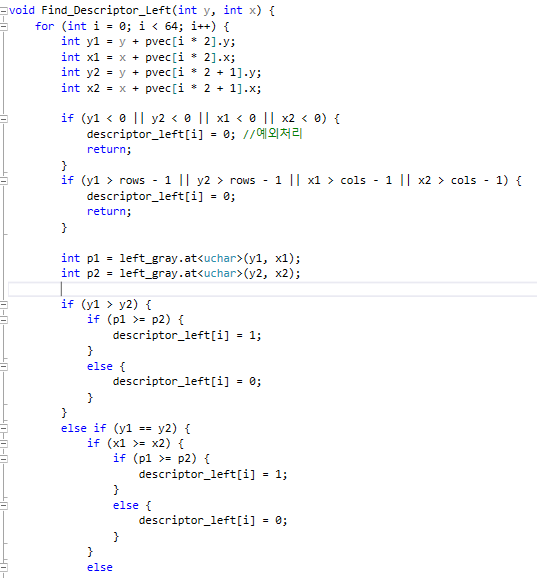 void Find_Descriptor_Left(int y, int x) {
    for (int i = 0; i < 64; i++) {
        int y1 = y + pvec[i * 2].y;
        int x1 = x + pvec[i * 2].x;
        int y2 = y + pvec[i * 2 + 1].y;
        int x2 = x + pvec[i * 2 + 1].x;

        if (y1 < 0 || y2 < 0 || x1 < 0 || x2 < 0) {
            descriptor_left[i] = 0; //예외처리
            return;
        }
        if (y1 > rows - 1 || y2 > rows - 1 || x1 > cols - 1 || x2 > cols - 1) {
            descriptor_left[i] = 0;
            return;
        }

        int p1 = left_gray.at<uchar>(y1, x1);
        int p2 = left_gray.at<uchar>(y2, x2);

        if (y1 > y2) {
            if (p1 >= p2) {
                descriptor_left[i] = 1;
            }
            else {
                descriptor_left[i] = 0;
            }
        }
        else if (y1 == y2) {
            if (x1 >= x2) {
                if (p1 >= p2) {
                    descriptor_left[i] = 1;
                }
                else {
                    descriptor_left[i] = 0;
                }
            }
            else